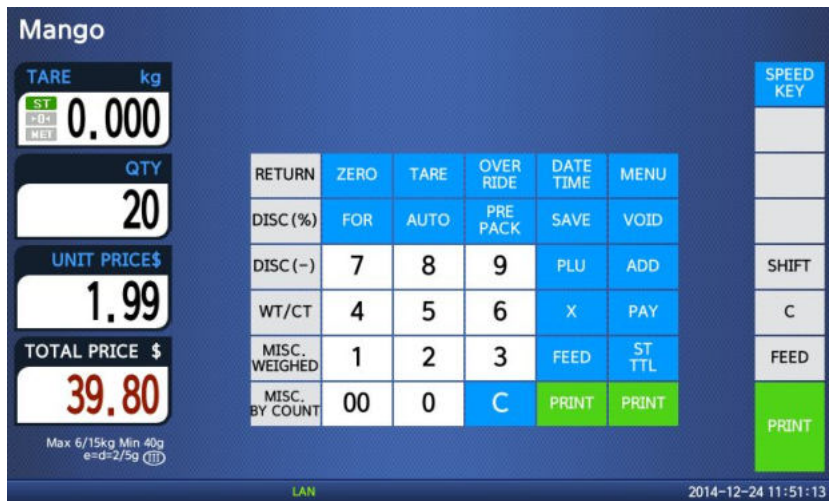 Mango
TARE kg
ST
→0← 0.000
NET
QTY
20
UNIT PRICE$
1.99
TOTAL PRICE $
39.80
Max 6/15kg Min 40g
e=d=2/5g III
RETURN ZERO TARE OVER RIDE DATE TIME MENU
DISC(%) FOR AUTO PRE PACK SAVE VOID
DISC(-) 7 8 9 PLU ADD
WT/CT 4 5 6 X PAY
MISC. WEIGHED 1 2 3 FEED ST TTL
MISC. BY COUNT 00 0 C PRINT PRINT
SPEED
KEY
SHIFT
C
FEED
PRINT
LAN
2014-12-24 11:51:13